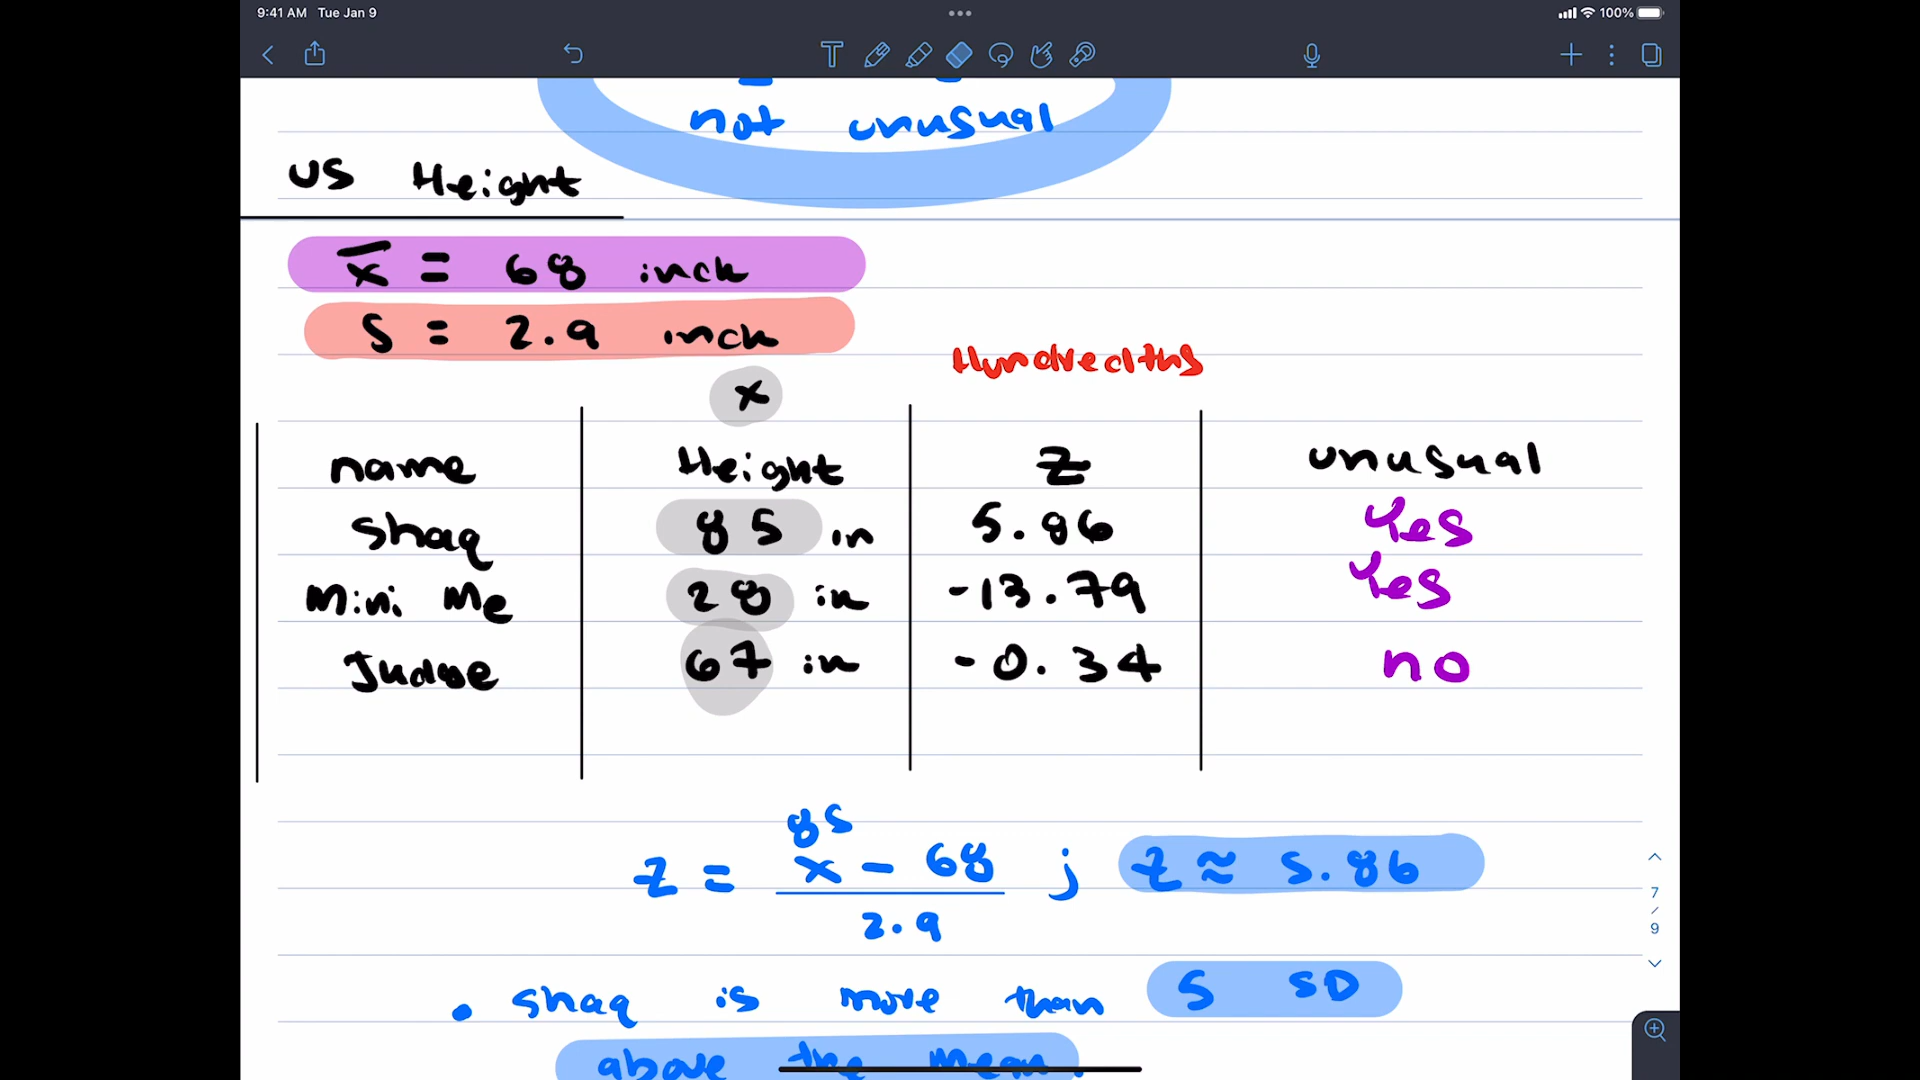 9:41 AM Tue Jan 9
100%
not unusual
US Height
x̄ = 68 inch
S = 2.9 inch
Hundredths
x
name Height Z unusual
Shaq 85 in 5.86 Yes
Mini Me 28 in -13.79 Yes
Judge 67 in -0.34 no
85
z = x - 68 ; z ≈ 5.86
2.9
7
/
9
• Shaq is more than 5 SD
above the mean.